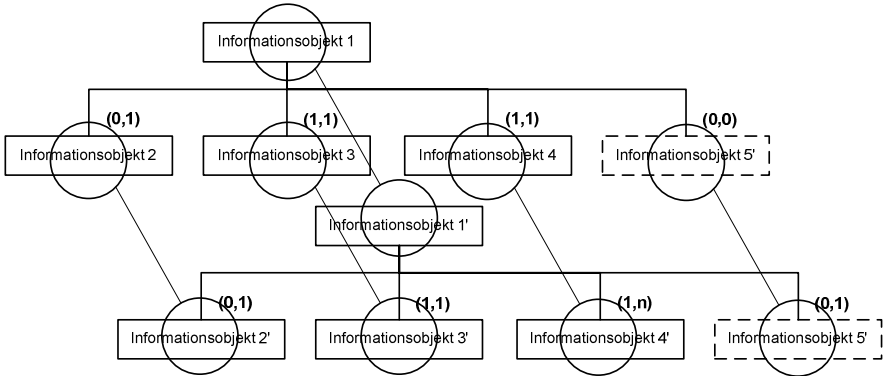 Informationsobjekt 1
(0,1)
(1,1)
(1,1)
(0,0)
Informationsobjekt 2
Informationsobjekt 3
Informationsobjekt 4
Informationsobjekt 5'
Informationsobjekt 1'
(0,1)
(1,1)
(1,n)
(0,1)
Informationsobjekt 2'
Informationsobjekt 3'
Informationsobjekt 4'
Informationsobjekt 5'